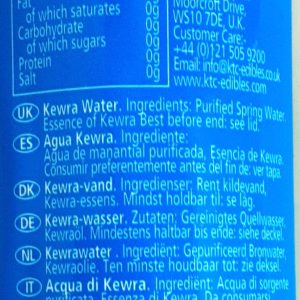 Fat 0g
of which saturates 0g
Carbohydrate 0g
of which sugars 0g
Protein 0g
Salt 0g
Moorcroft Drive,
WS10 7DE, U.K.
Customer Care:-
+44 (0)121 505 9200
Email: info@ktc-edibles.co.uk
www.ktc-edibles.com
UK Kewra Water. Ingredients: Purified Spring Water
Essence of Kewra Best before end: see lid.
ES Agua Kewra. Ingrediente:
Agua de manantial purificada, Esencia de Kewra.
Consumir preferentemente antes del fin de: ver tapa.
DK Kewra-vand. Ingredienser: Rent kildevand,
Kewra-essens. Mindst holdbar til: se låg.
DE Kewra-wasser. Zutaten: Gereinigtes Quellwasser,
Kewraöl. Mindestens haltbar bis ende: siehe deckel.
NL Kewrawater. Ingrediënt: Gepurificeerd Bronwater,
Kewraolie. Ten minste houdbaar tot: zie deksel.
IT Acqua di Kewra. Ingredienti: Acqua di sorgente
purificata, Essenza di Kewra. Da consumarsi